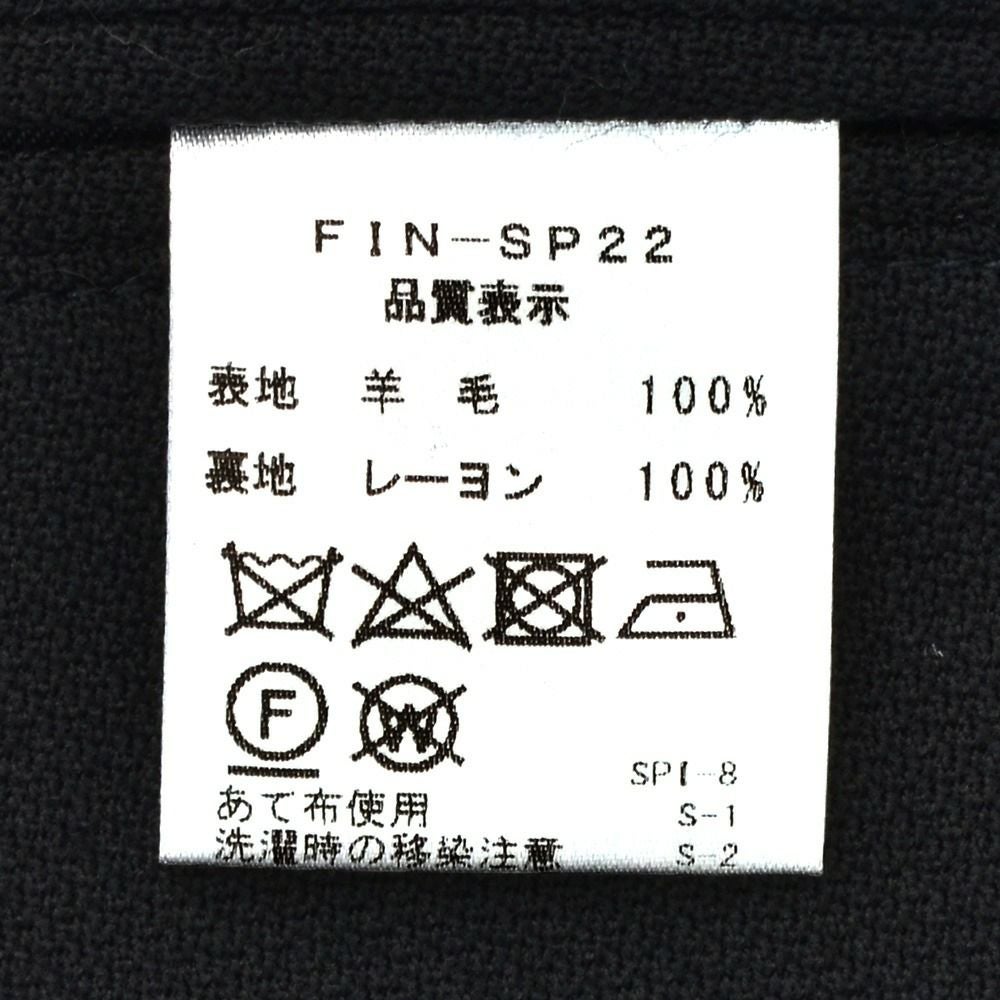 FIN-SP22
品質表示
表地 羊 毛 100%
裏地 レーヨン 100%
F W
SPI-8
あて布使用 S-1
洗濯時の移染注意 S-2